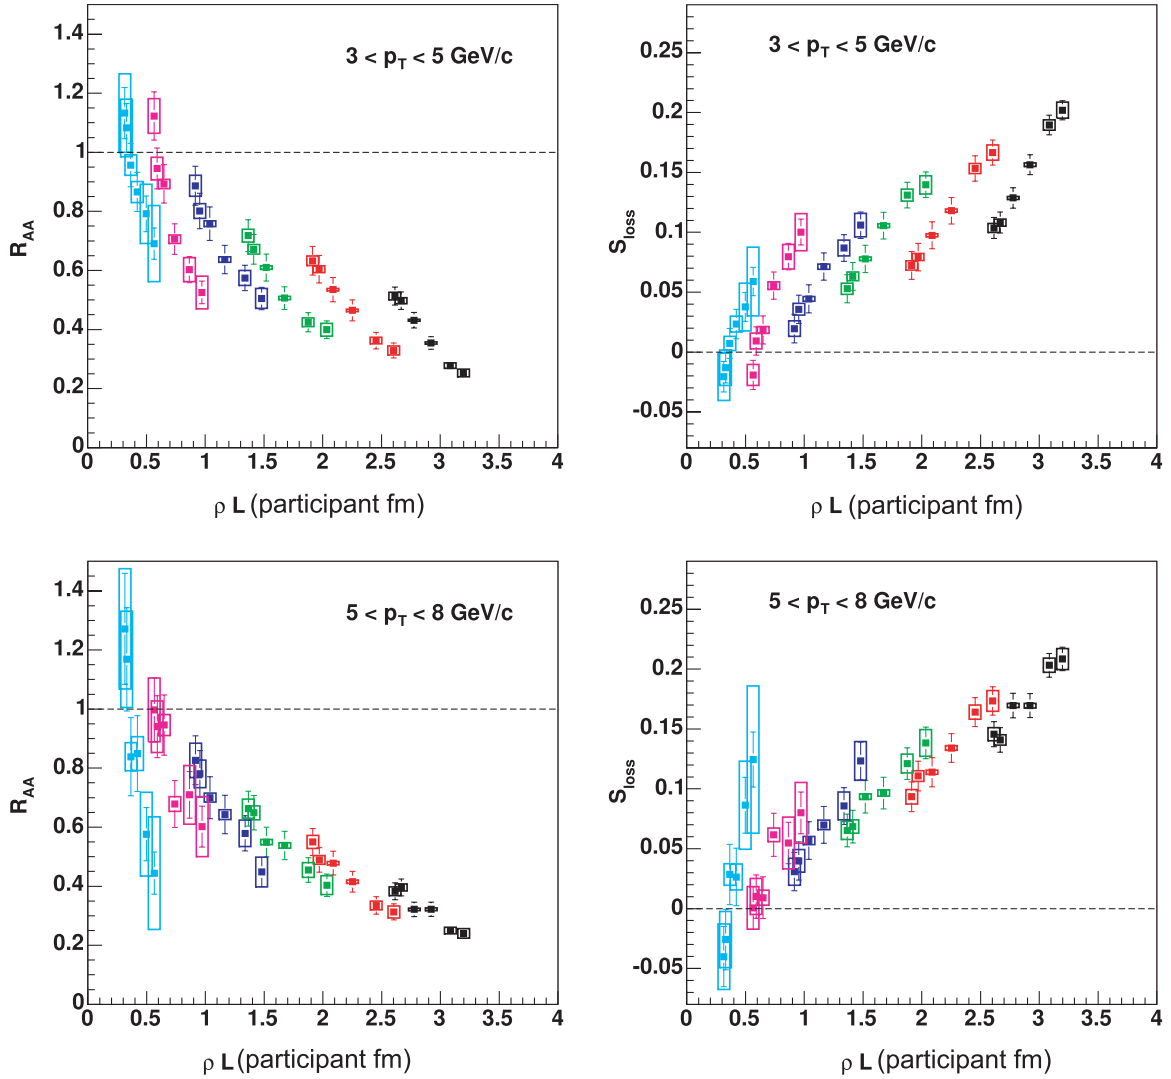 3 < p_T < 5 GeV/c
R_AA
1.4
1.2
1
0.8
0.6
0.4
0.2
0
0 0.5 1 1.5 2 2.5 3 3.5 4
ρ L (participant fm)
3 < p_T < 5 GeV/c
S_loss
0.25
0.2
0.15
0.1
0.05
0
-0.05
0 0.5 1 1.5 2 2.5 3 3.5 4
ρ L (participant fm)
5 < p_T < 8 GeV/c
R_AA
1.4
1.2
1
0.8
0.6
0.4
0.2
0
0 0.5 1 1.5 2 2.5 3 3.5 4
ρ L (participant fm)
5 < p_T < 8 GeV/c
S_loss
0.25
0.2
0.15
0.1
0.05
0
-0.05
0 0.5 1 1.5 2 2.5 3 3.5 4
ρ L (participant fm)